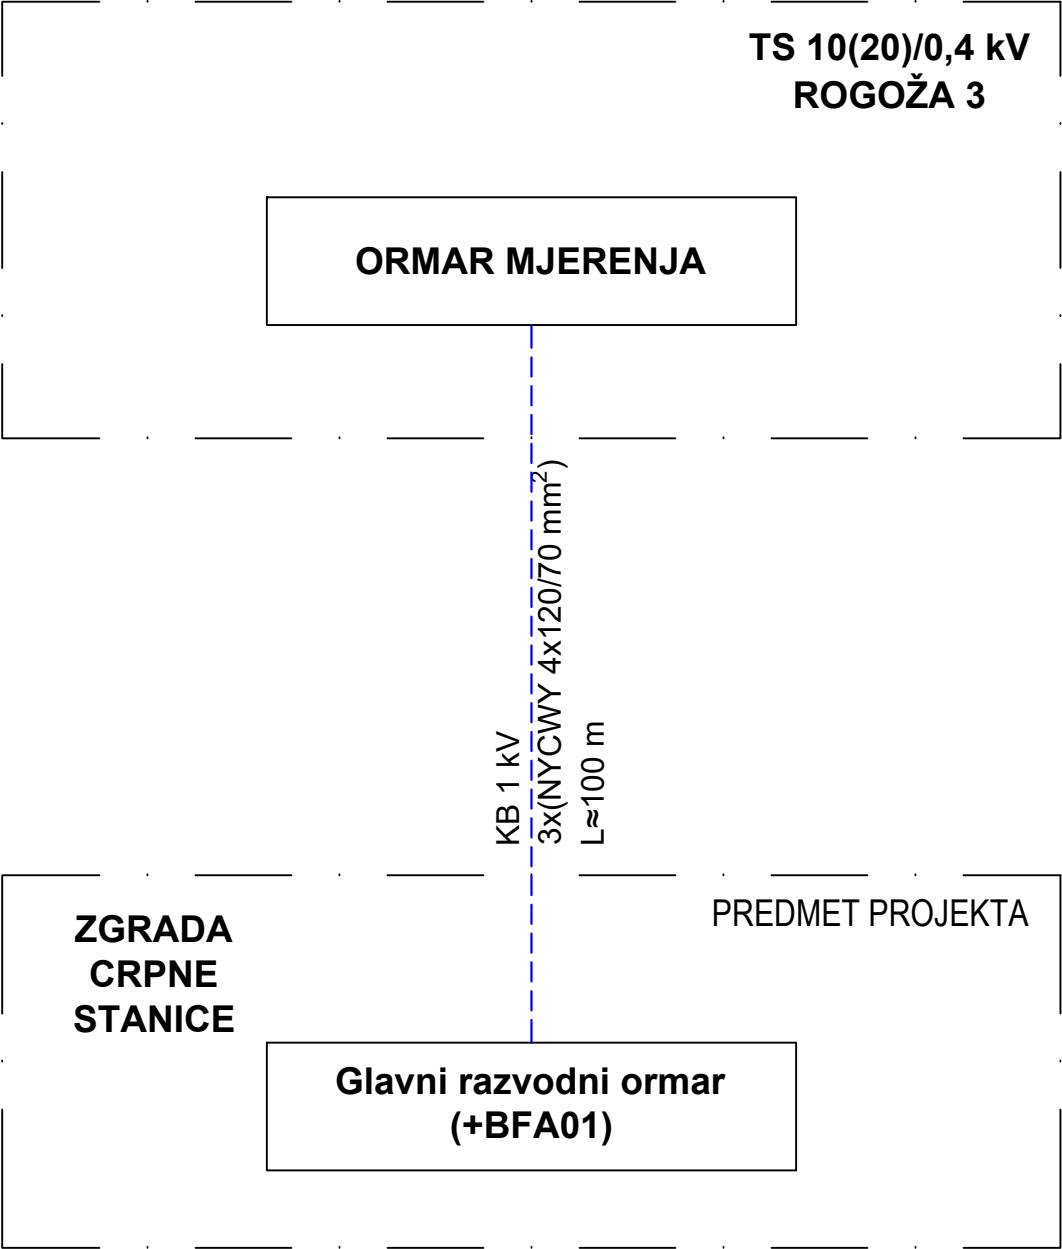 TS 10(20)/0,4 kV
ROGOŽA 3
ORMAR MJERENJA
KB 1 kV
3x(NYCWY 4x120/70 mm²)
L≈100 m
ZGRADA
CRPNE
STANICE
PREDMET PROJEKTA
Glavni razvodni ormar
(+BFA01)